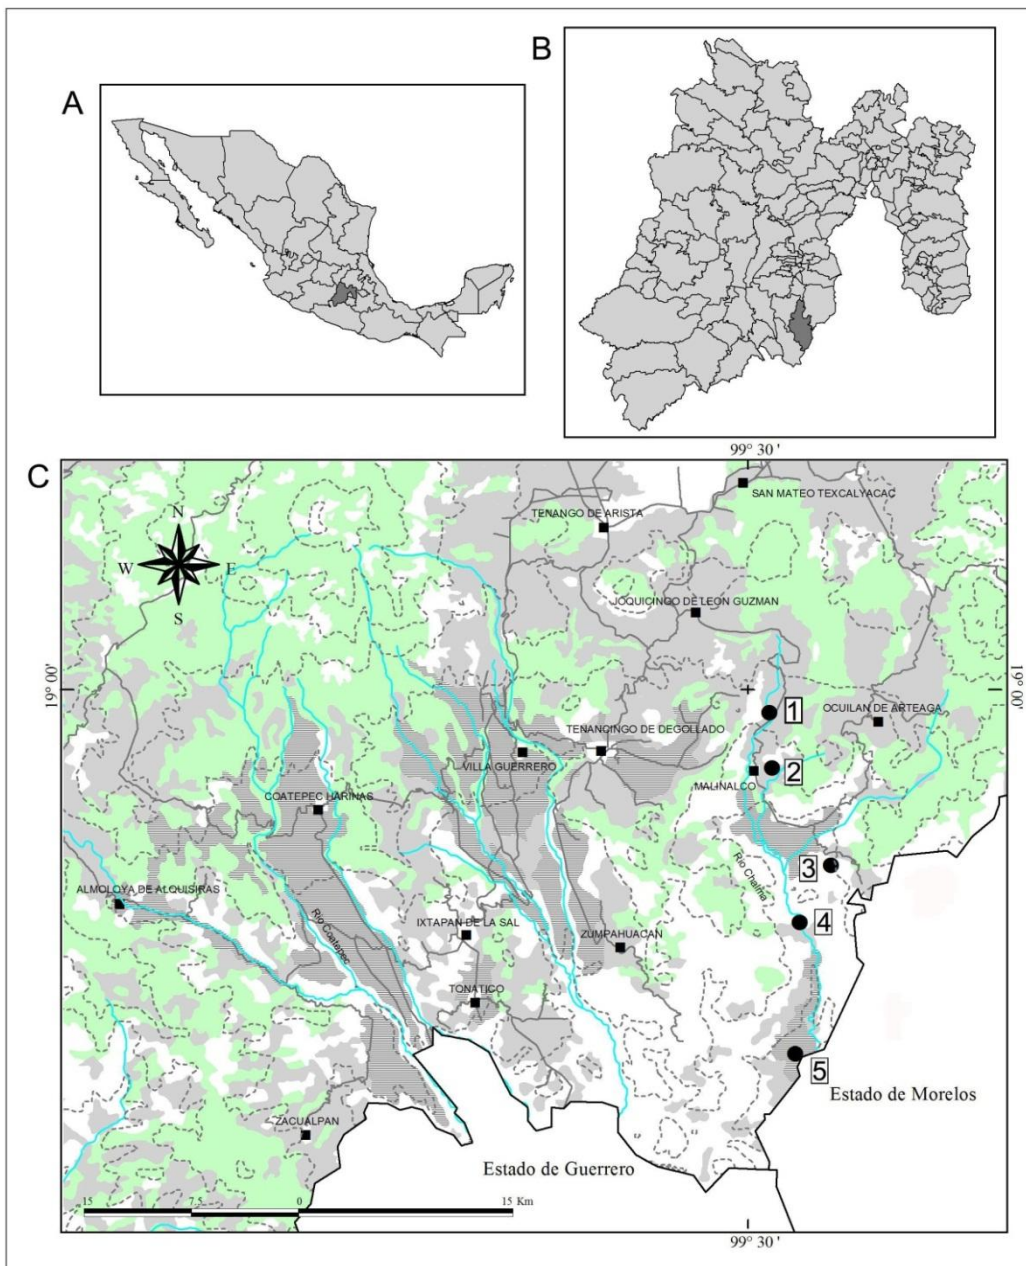 A
B
C
99° 30 '
SAN MATEO TEXCALYACAC
TENANGO DE ARISTA
N
W
E
S
JOQUICINGO DE LEON GUZMAN
19° 00'
19° 00'
1
OCUILAN DE ARTEAGA
TENANCINGO DE DEGOLLADO
VILLA GUERRERO
2
MALINALCO
COATEPEC HARINAS
Río Chalma
3
ALMOLOYA DE ALQUISIRAS
IXTAPAN DE LA SAL
4
Río Coatepec
ZUMPAHUACAN
TONATICO
5
Estado de Morelos
ZACUALPAN
Estado de Guerrero
15
7.5
0
15 Km
99° 30 '